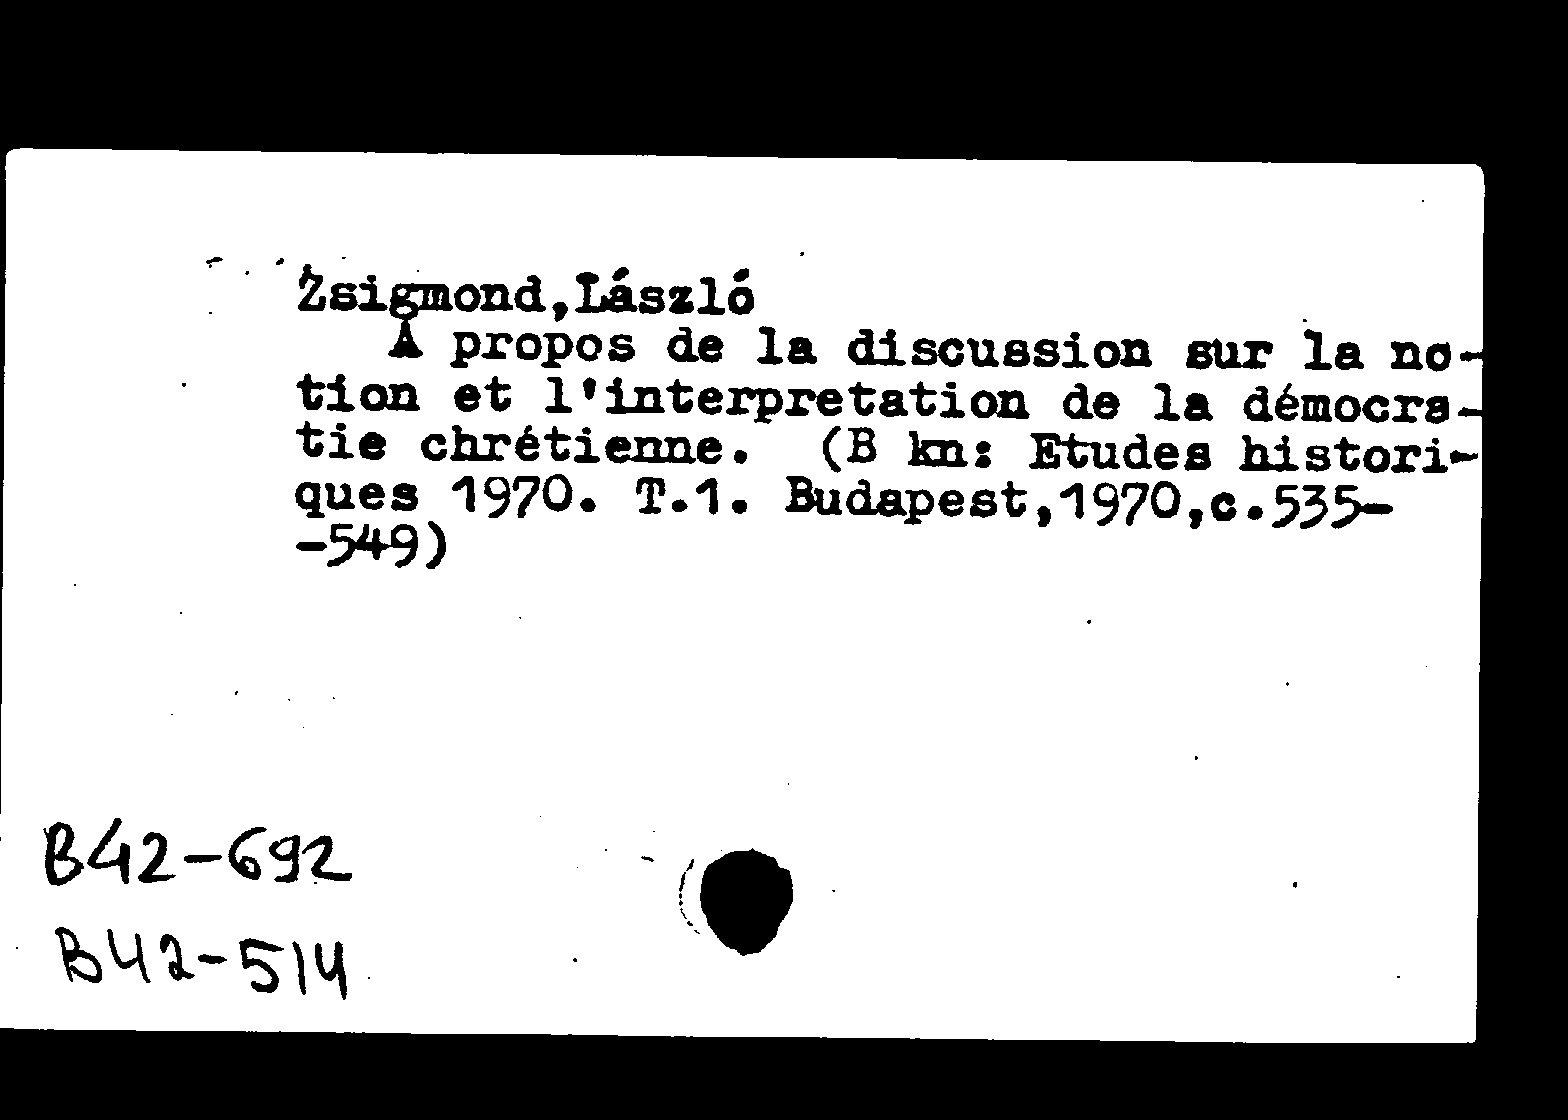 Zsigmond,László
A propos de la discussion sur la no-
tion et l'interpretation de la démocra-
tie chrétienne. (В кн: Etudes histori-
ques 1970. T.1. Budapest,1970,c.535-
-549)
B42-692
B42-514